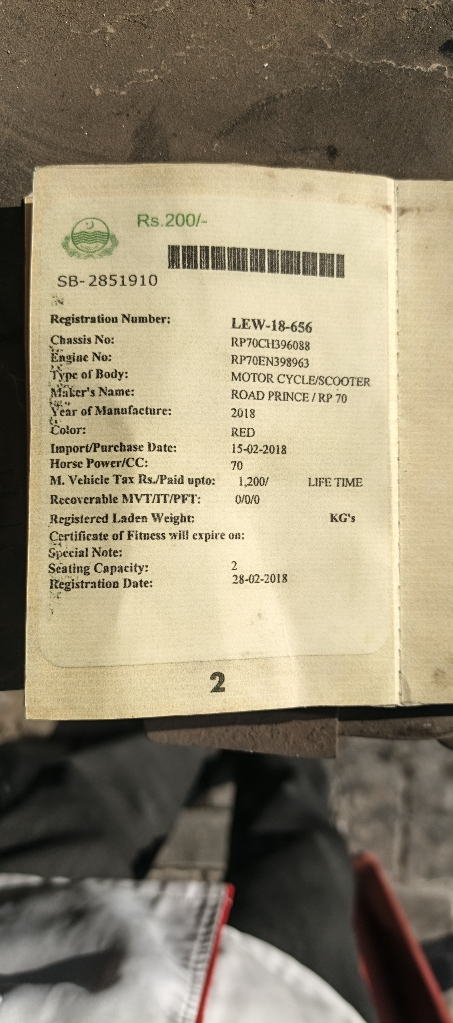 Rs.200/-
SB-2851910
Registration Number: LEW-18-656
Chassis No: RP70CH396088
Engine No: RP70EN398963
Type of Body: MOTOR CYCLE/SCOOTER
Maker's Name: ROAD PRINCE / RP 70
Year of Manufacture: 2018
Color: RED
Import/Purchase Date: 15-02-2018
Horse Power/CC: 70
M. Vehicle Tax Rs./Paid upto: 1,200/ LIFE TIME
Recoverable MVT/IT/PFT: 0/0/0
Registered Laden Weight: KG's
Certificate of Fitness will expire on:
Special Note:
Seating Capacity: 2
Registration Date: 28-02-2018
2